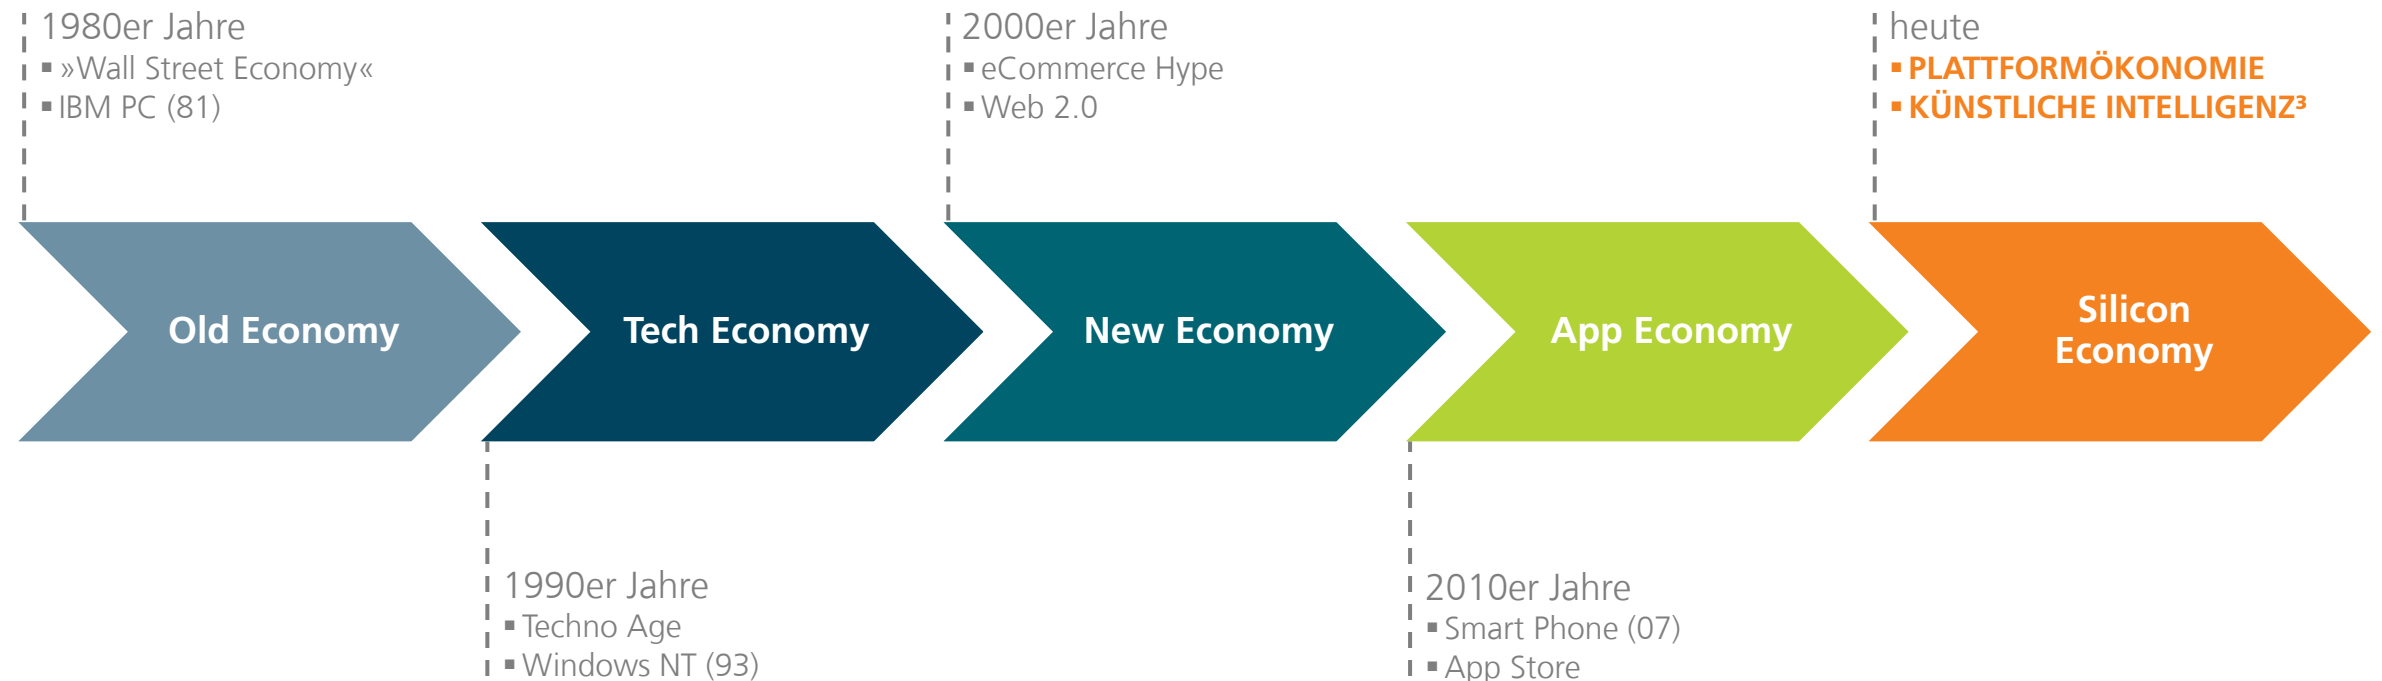 1980er Jahre
▪ »Wall Street Economy«
▪ IBM PC (81)
2000er Jahre
▪ eCommerce Hype
▪ Web 2.0
heute
▪ PLATTFORMÖKONOMIE
▪ KÜNSTLICHE INTELLIGENZ³
Old Economy
Tech Economy
New Economy
App Economy
Silicon
Economy
1990er Jahre
▪ Techno Age
▪ Windows NT (93)
2010er Jahre
▪ Smart Phone (07)
▪ App Store